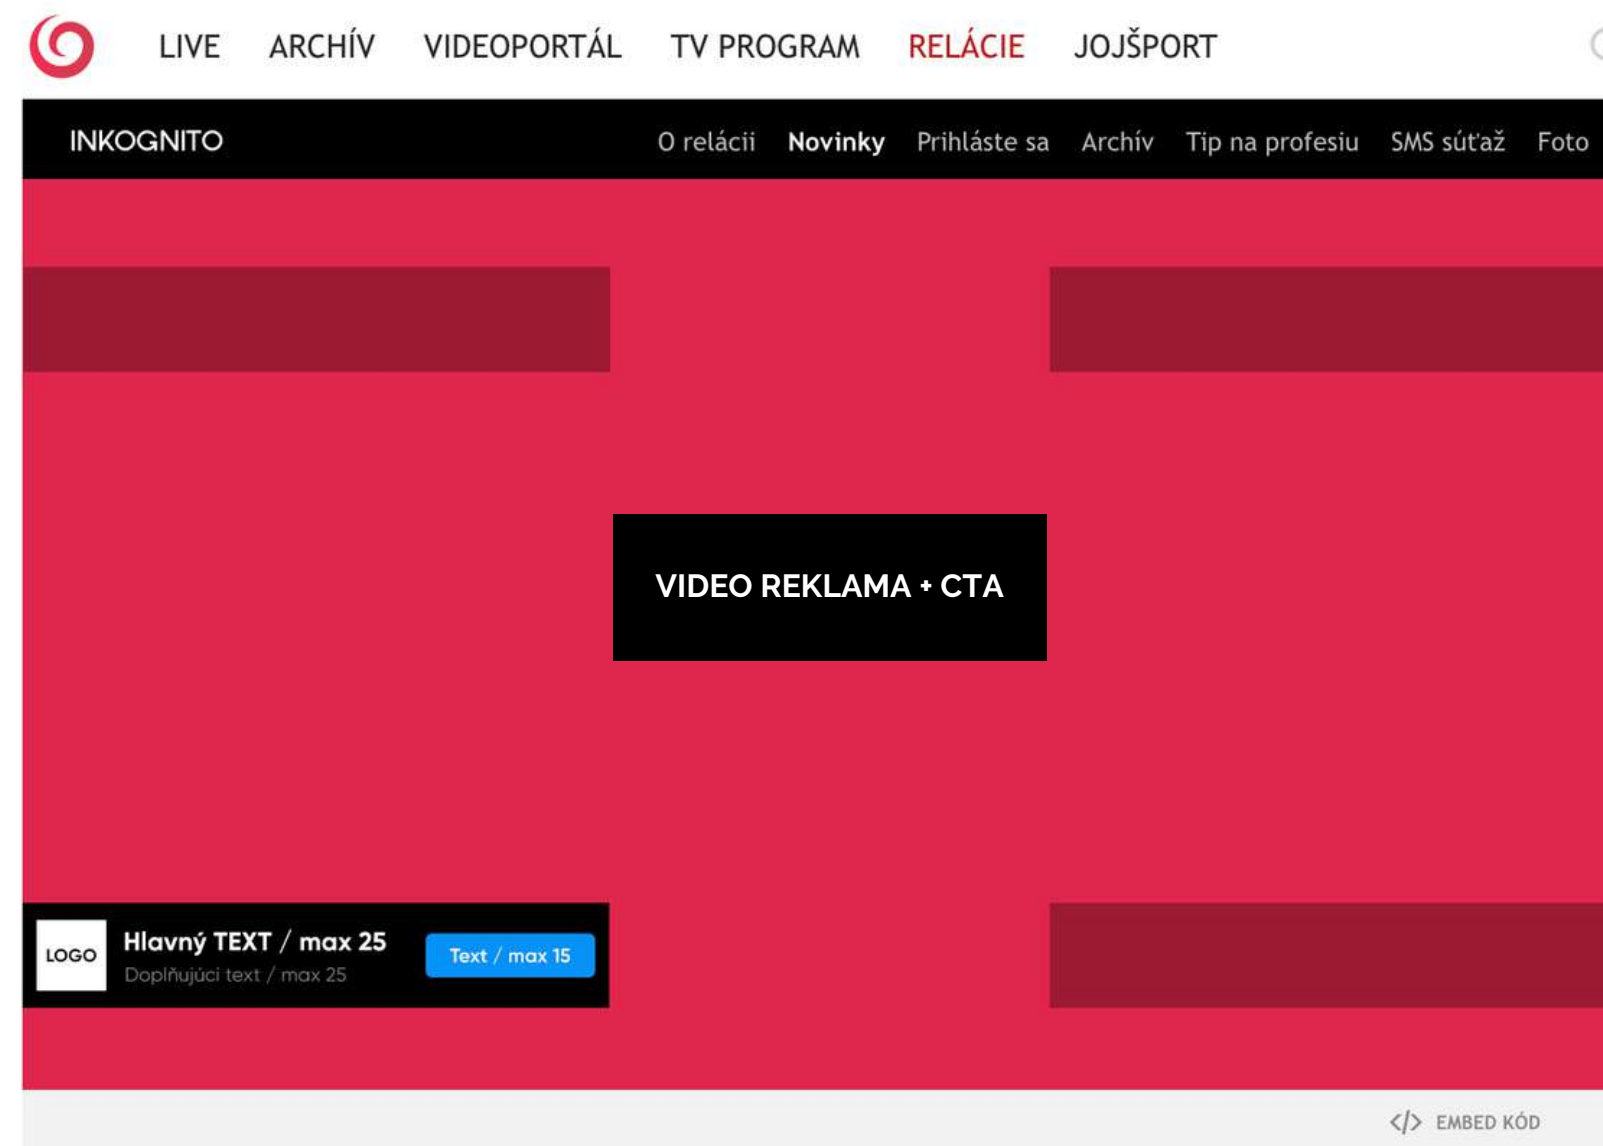 LIVE ARCHÍV VIDEOPORTÁL TV PROGRAM RELÁCIE JOJŠPORT
INKOGNITO O relácii Novinky Prihláste sa Archív Tip na profesiu SMS súťaž Foto
VIDEO REKLAMA + CTA
LOGO
Hlavný TEXT / max 25
Doplňujúci text / max 25
Text / max 15
</> EMBED KÓD